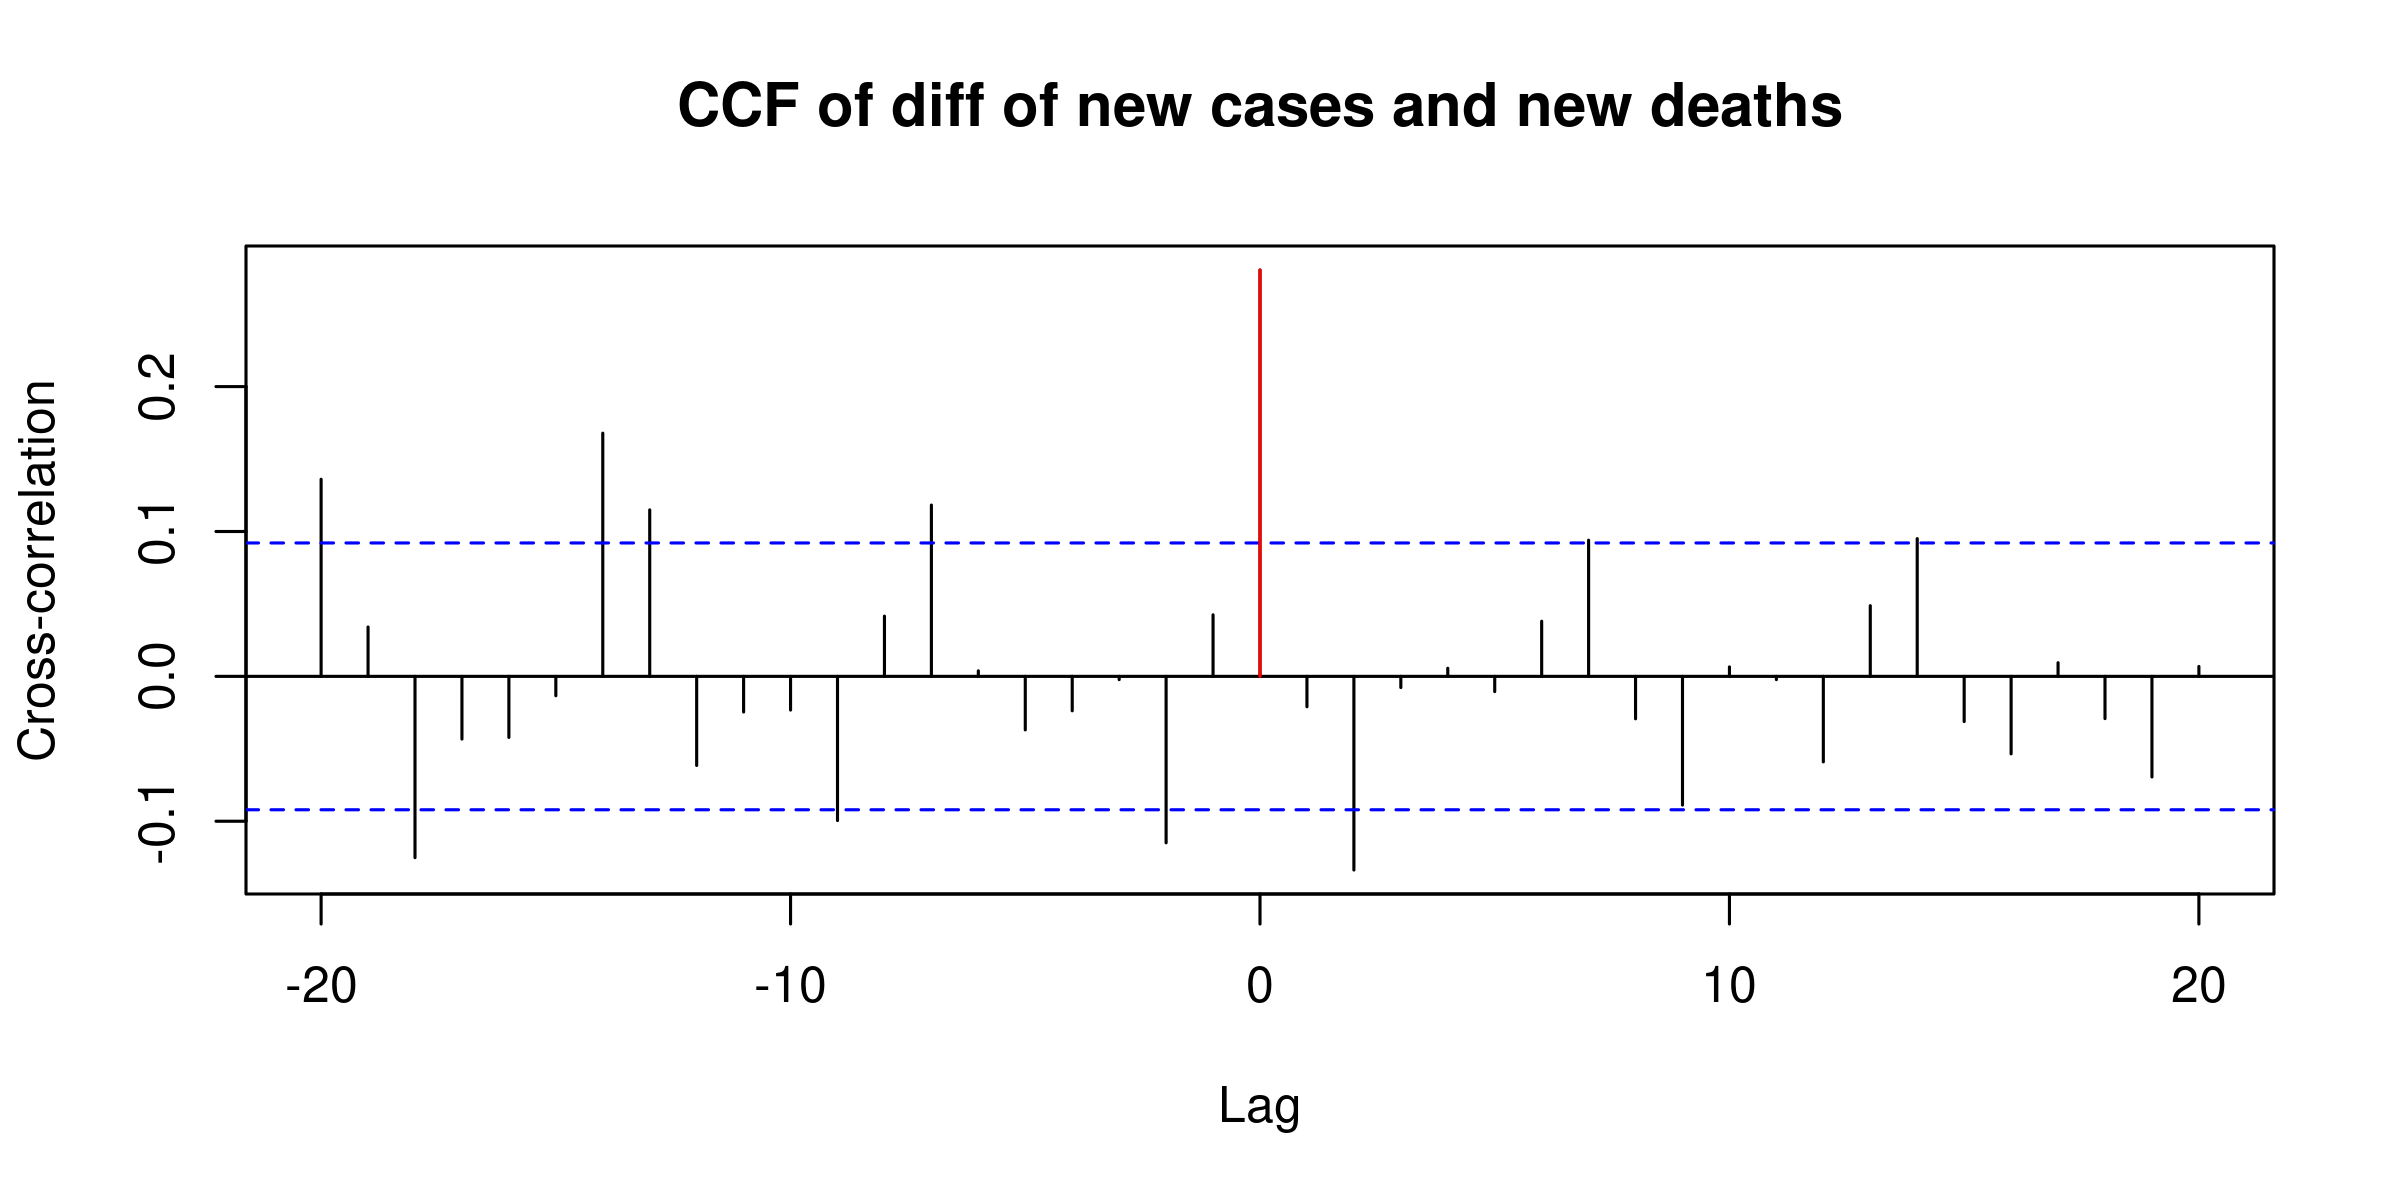 CCF of diff of new cases and new deaths
Cross-correlation
0.2
0.1
0.0
-0.1
-20 -10 0 10 20
Lag